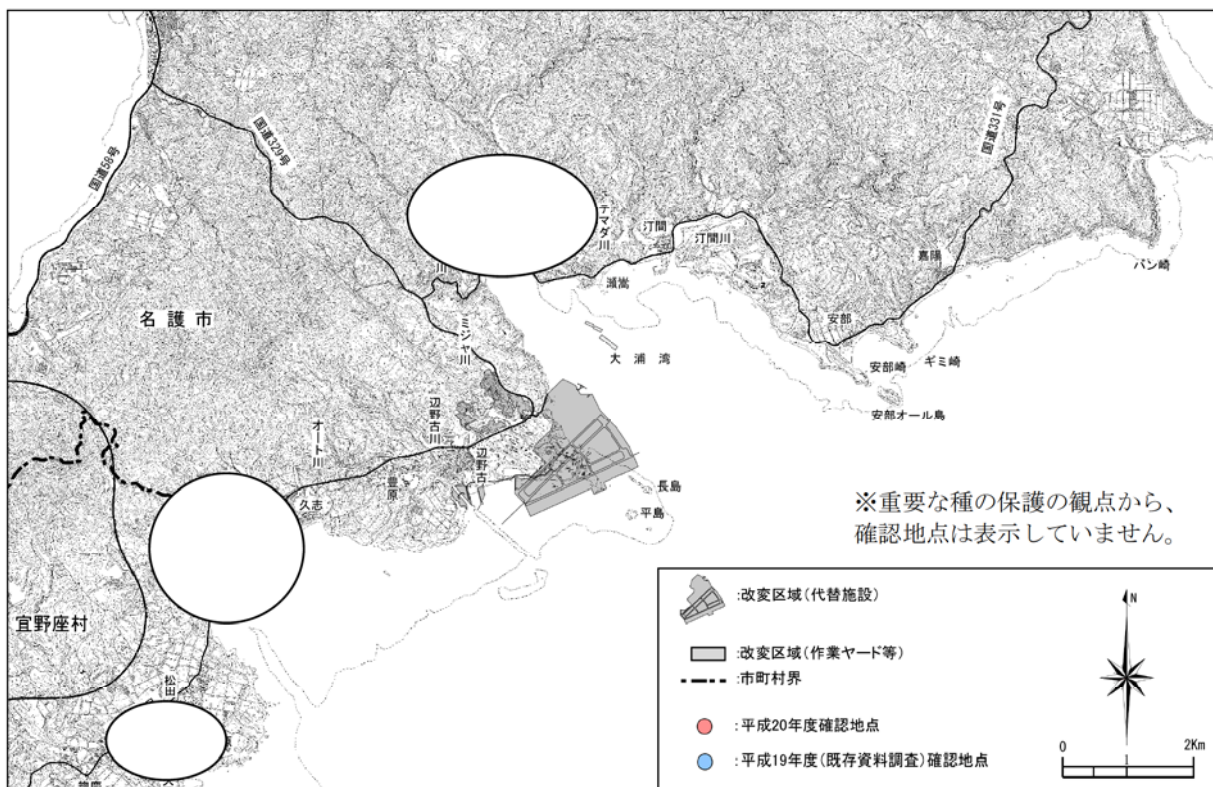 国道58号
国道329号
国道331号
テマダ川
汀間
汀間川
川
瀬嵩
嘉陽
バン崎
名護市
ミジャ川
大浦湾
安部
安部崎
ギミ崎
安部オール島
辺野古川
オート川
辺野古
豊原
久志
長島
平島
※重要な種の保護の観点から、
確認地点は表示していません。
宜野座村
松田
:改変区域(代替施設)
:改変区域(作業ヤード等)
:市町村界
:平成20年度確認地点
:平成19年度(既存資料調査)確認地点
N
0 1 2Km